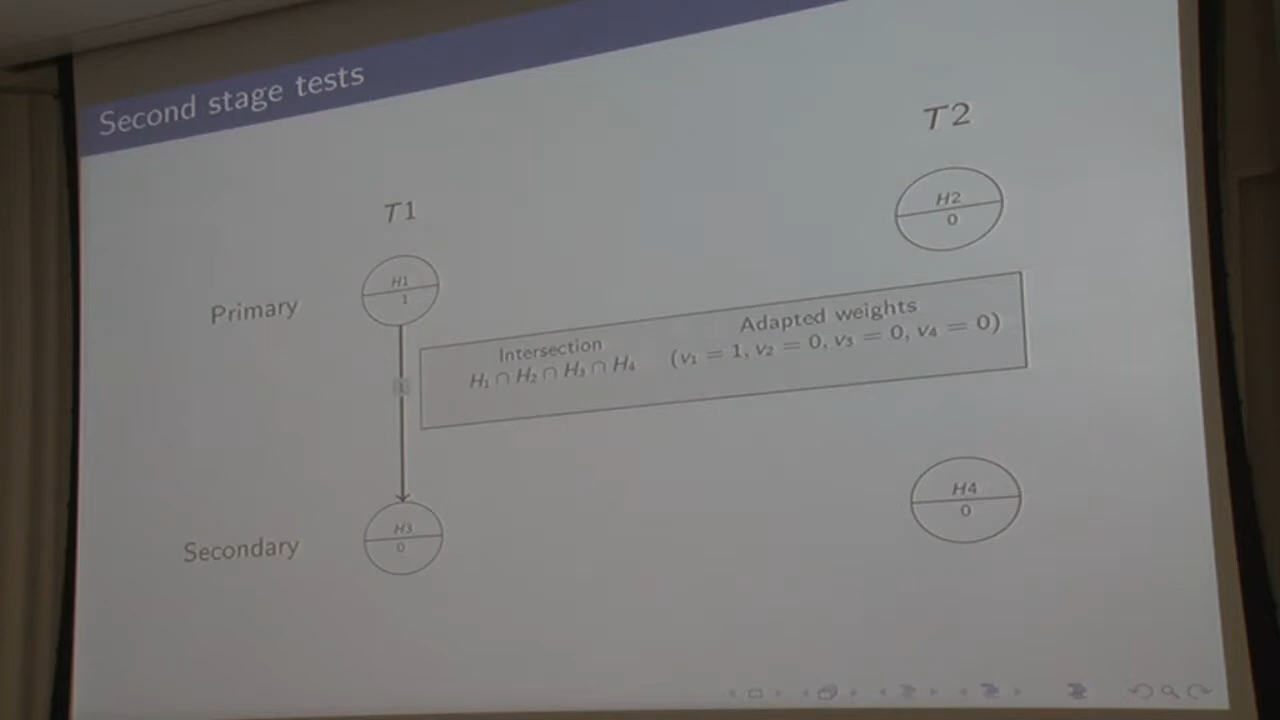 Second stage tests
T1
T2
H1
1
H2
0
Primary
Intersection
H₁ ∩ H₂ ∩ H₃ ∩ H₄
Adapted weights
(v₁ = 1, v₂ = 0, v₃ = 0, v₄ = 0)
1
Secondary
H3
0
H4
0